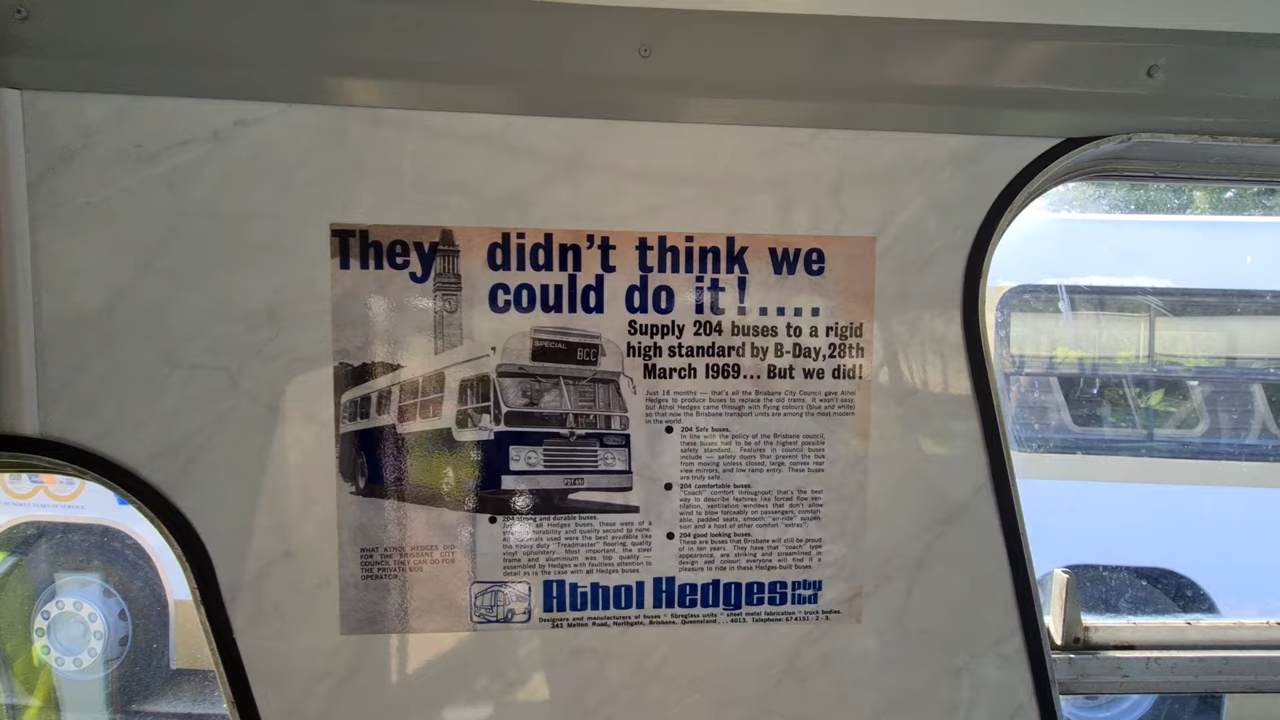 They didn't think we
could do it!....
Supply 204 buses to a rigid
high standard by B-Day, 28th
March 1969... But we did!
SPECIAL
BCC
Just 18 months — that's all the Brisbane City Council gave Athol
Hedges to produce buses to replace the old trams. It wasn't easy,
but Athol Hedges came through with flying colours (blue and white)
so that now the Brisbane transport units are among the most modern
in the world.
● 204 Safe buses.
In line with the policy of the Brisbane council,
these buses had to be of the highest possible
safety standard. Features in council buses
include — safety doors that prevent the bus
from moving unless closed, large, convex rear
view mirrors, and low ramp entry. These buses
are truly safe.
● 204 comfortable buses.
"Coach" comfort throughout; that's the best
way to describe features like forced flow ven-
tilation, ventilation windows that don't allow
wind to blow forceably on passengers, comfort-
able, padded seats, smooth "air-ride" suspen-
sion and a host of other comfort "extras".
● 204 good looking buses.
These are buses that Brisbane will still be proud
of in ten years. They have that "coach" type
appearance, are striking and streamlined in
design and colour; everyone will find it a
pleasure to ride in these Hedges-built buses.
● 204 strong and durable buses.
all Hedges buses, these were of a
durability and quality second to none.
used were the best available like
the heavy duty "Treadmaster" flooring, quality
vinyl upholstery. Most important, the steel
frame and aluminium was top quality —
assembled by Hedges with faultless attention to
detail as is the case with all Hedges buses.
WHAT ATHOL HEDGES DID
FOR THE BRISBANE CITY
COUNCIL THEY CAN DO FOR
THE PRIVATE BUS
OPERATOR.
Athol Hedges pty ltd
Designers and manufacturers of buses * fibreglass units * sheet metal fabrication * truck bodies.
343 Melton Road, Northgate, Brisbane, Queensland . . . 4013. Telephone: 67 4151 - 2 - 3.
YEARS OF SERVICE